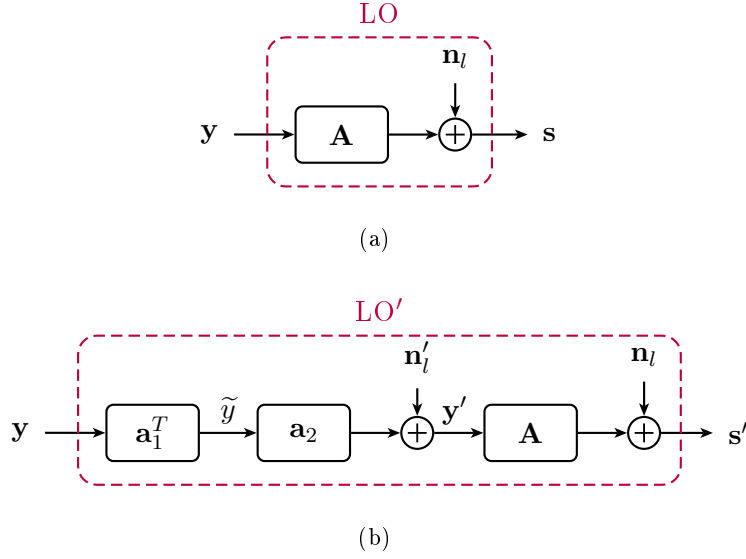 LO
n_l
y A + s
(a)
LO′
n′_l n_l
y a_1^T ỹ a_2 + y′ A + s′
(b)